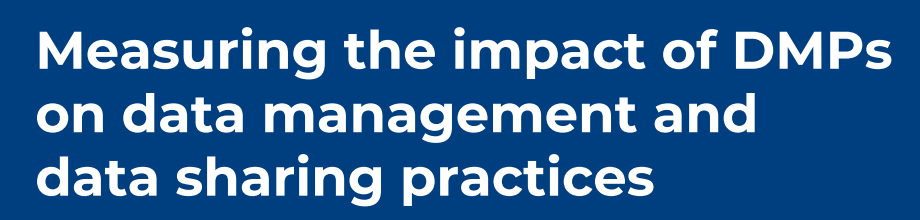 Measuring the impact of DMPs
on data management and
data sharing practices